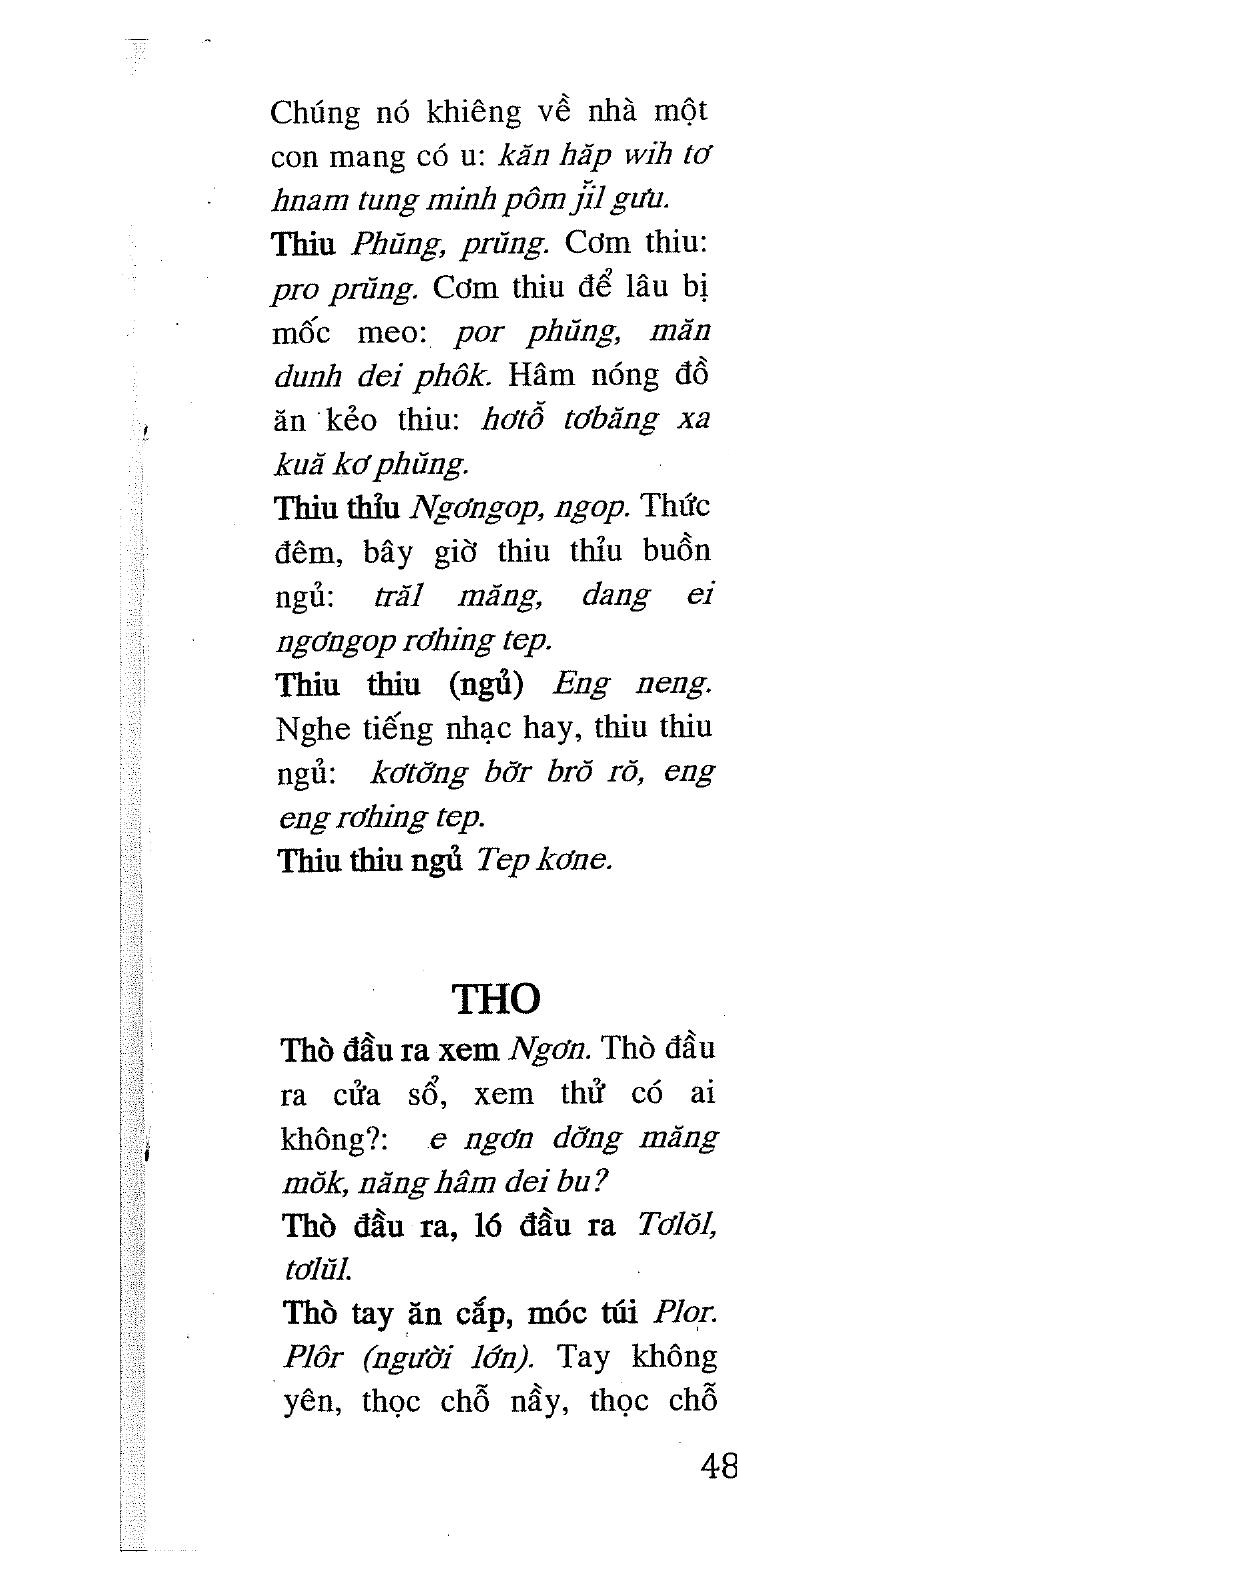 Chúng nó khiêng về nhà một
con mang có u: kăn hăp wih tơ
hnam tung minh pôm jĭl gưu.
Thiu Phŭng, prŭng. Cơm thiu:
pro prŭng. Cơm thiu để lâu bị
mốc meo: por phŭng, măn
dunh dei phôk. Hâm nóng đồ
ăn kẻo thiu: hơtô̆ tơbăng xa
kuă kơ phŭng.
Thiu thỉu Ngơngop, ngop. Thức
đêm, bây giờ thiu thỉu buồn
ngủ: trăl măng, dang ei
ngơngop rơhing tep.
Thiu thiu (ngủ) Eng neng.
Nghe tiếng nhạc hay, thiu thiu
ngủ: kơtơ̆ng bơ̆r brŏ rŏ, eng
eng rơhing tep.
Thiu thiu ngủ Tep kơne.
THO
Thò đầu ra xem Ngơn. Thò đầu
ra cửa sổ, xem thử có ai
không?: e ngơn dơ̆ng măng
mŏk, năng hâm dei bu?
Thò đầu ra, ló đầu ra Tơlŏl,
tơlŭl.
Thò tay ăn cắp, móc túi Plor.
Plôr (người lớn). Tay không
yên, thọc chỗ nầy, thọc chỗ
48